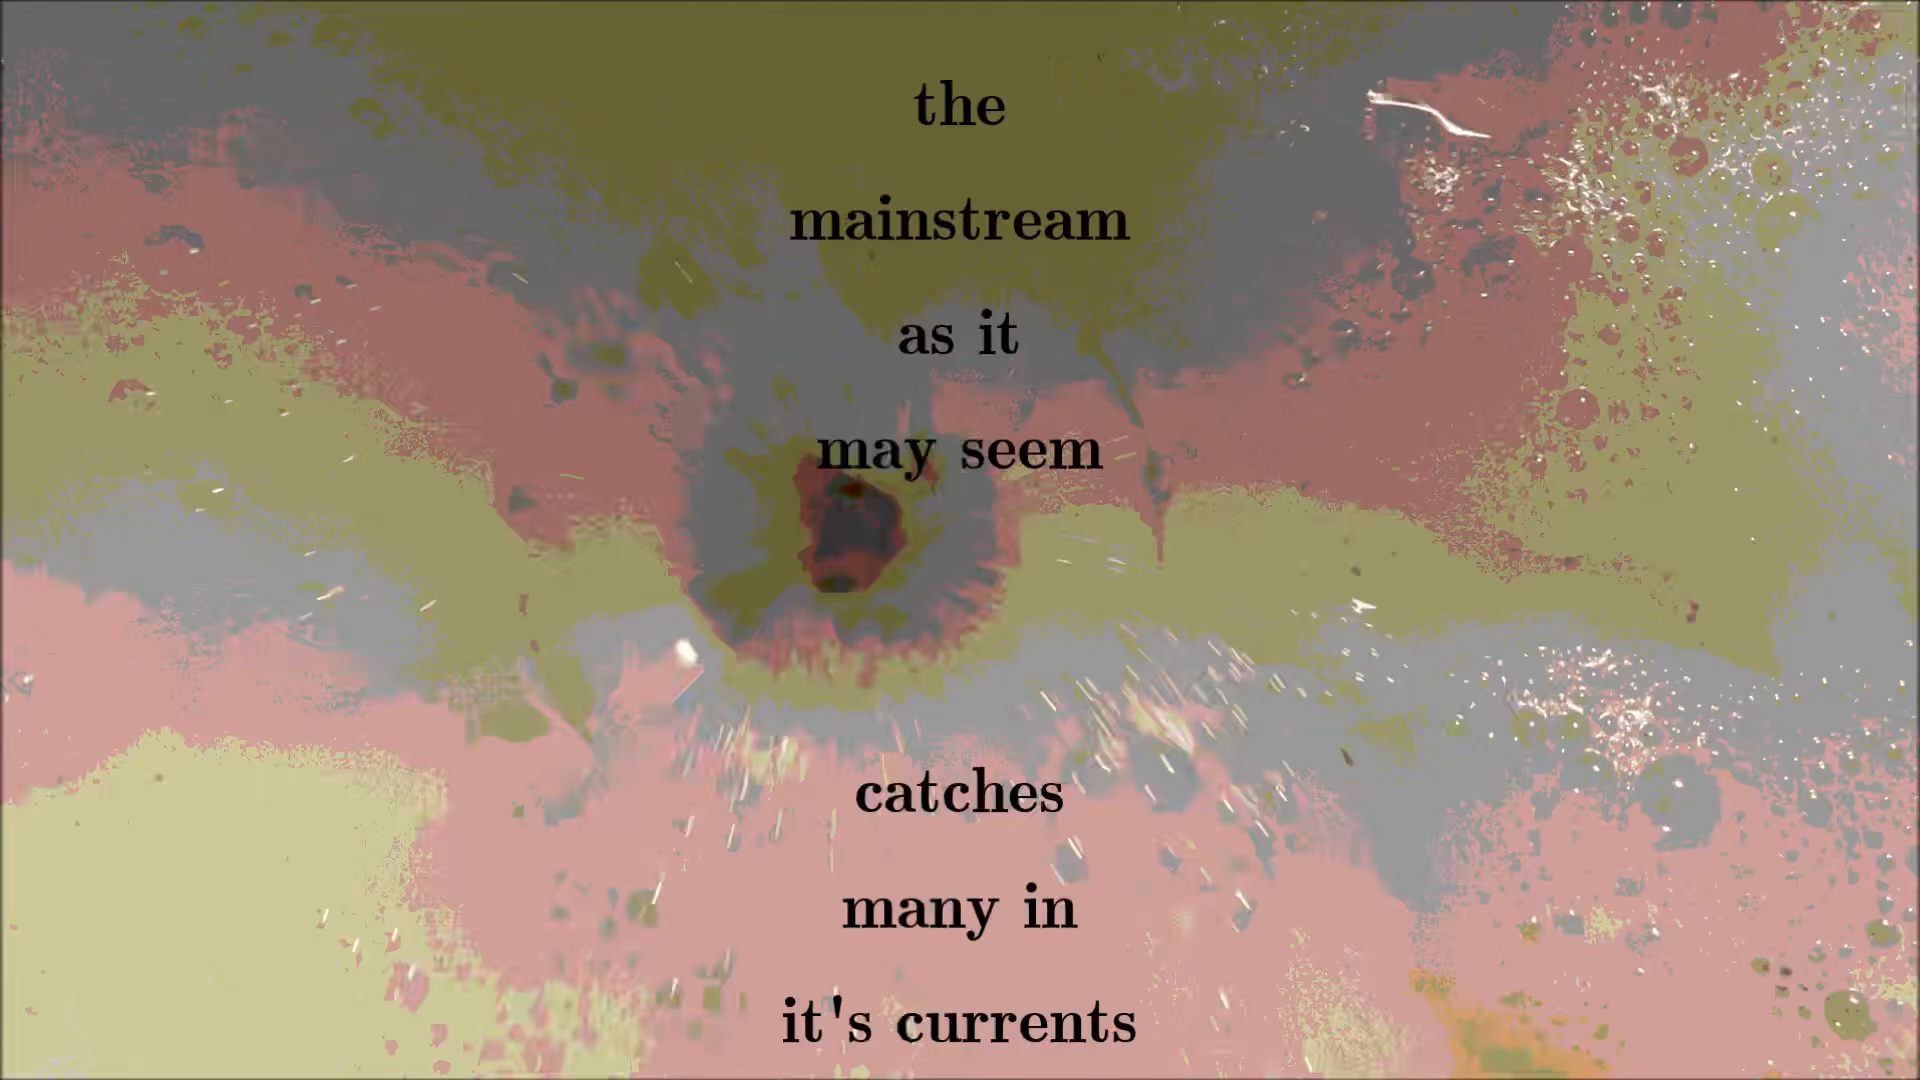 the
mainstream
as it
may seem
catches
many in
it's currents